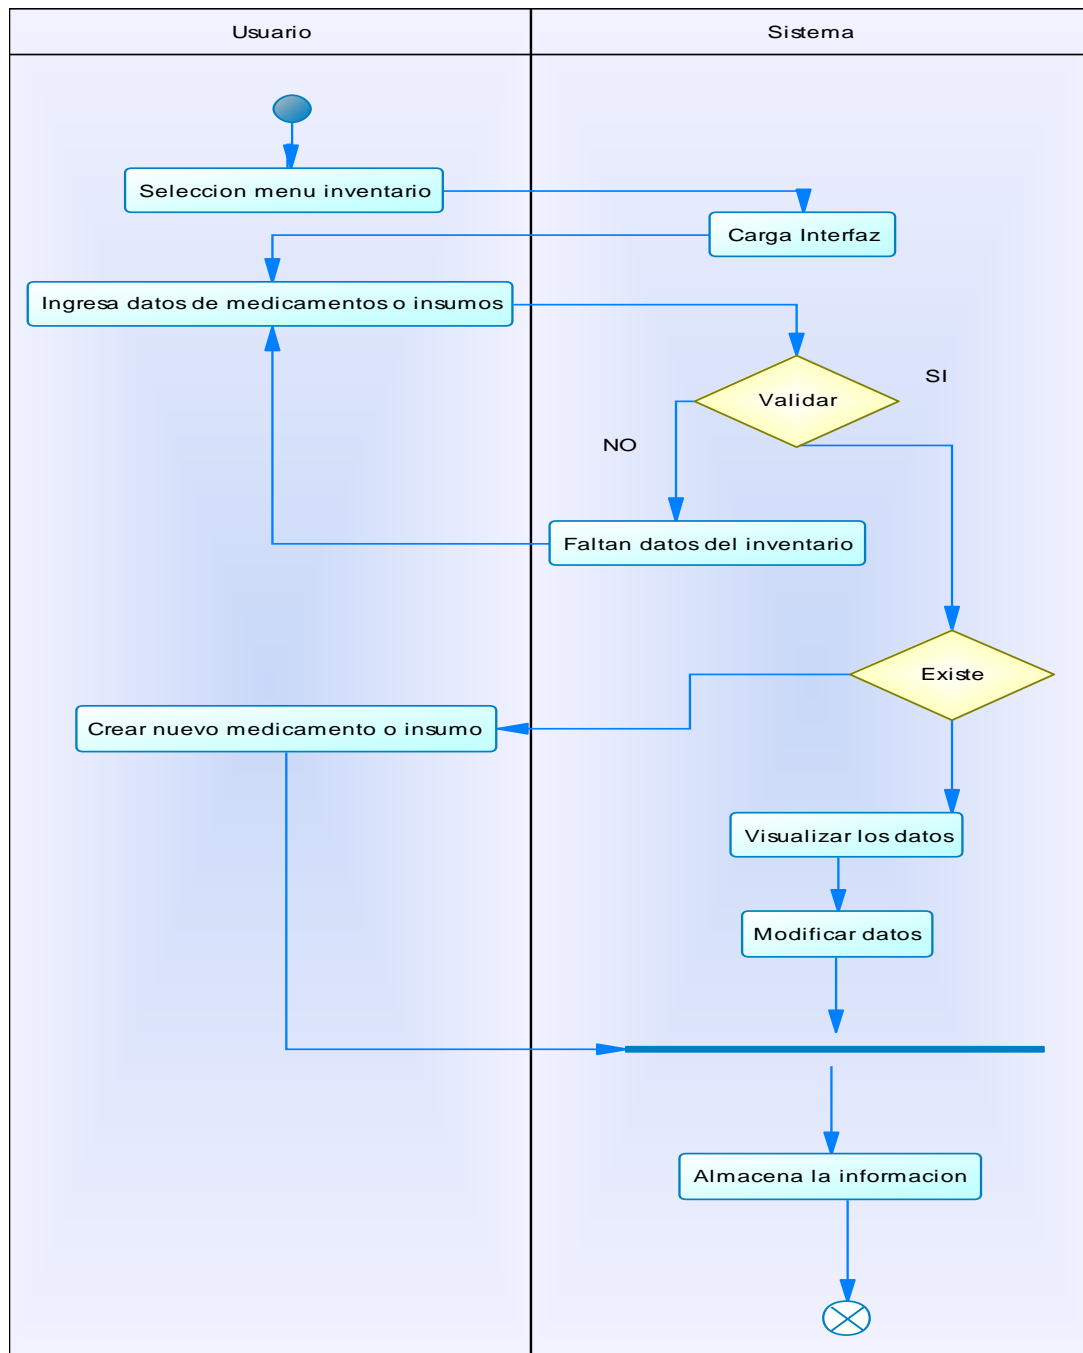 Usuario
Sistema
Seleccion menu inventario
Carga Interfaz
Ingresa datos de medicamentos o insumos
Validar
SI
NO
Faltan datos del inventario
Existe
Crear nuevo medicamento o insumo
Visualizar los datos
Modificar datos
Almacena la informacion